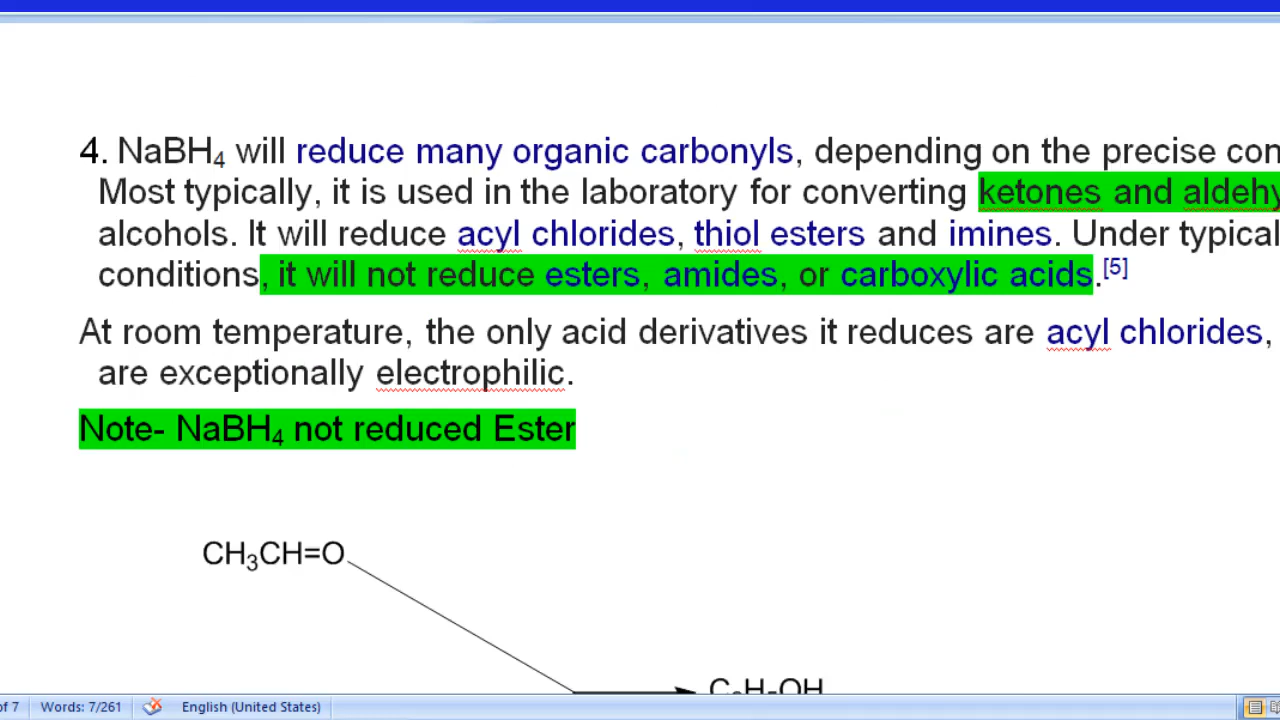 4. NaBH₄ will reduce many organic carbonyls, depending on the precise
Most typically, it is used in the laboratory for converting ketones and
alcohols. It will reduce acyl chlorides, thiol esters and imines. Under typical
conditions, it will not reduce esters, amides, or carboxylic acids.[5]
At room temperature, the only acid derivatives it reduces are acyl chlorides,
are exceptionally electrophilic.
Note- NaBH₄ not reduced Ester
CH₃CH=O
of 7 Words: 7/261 English (United States)